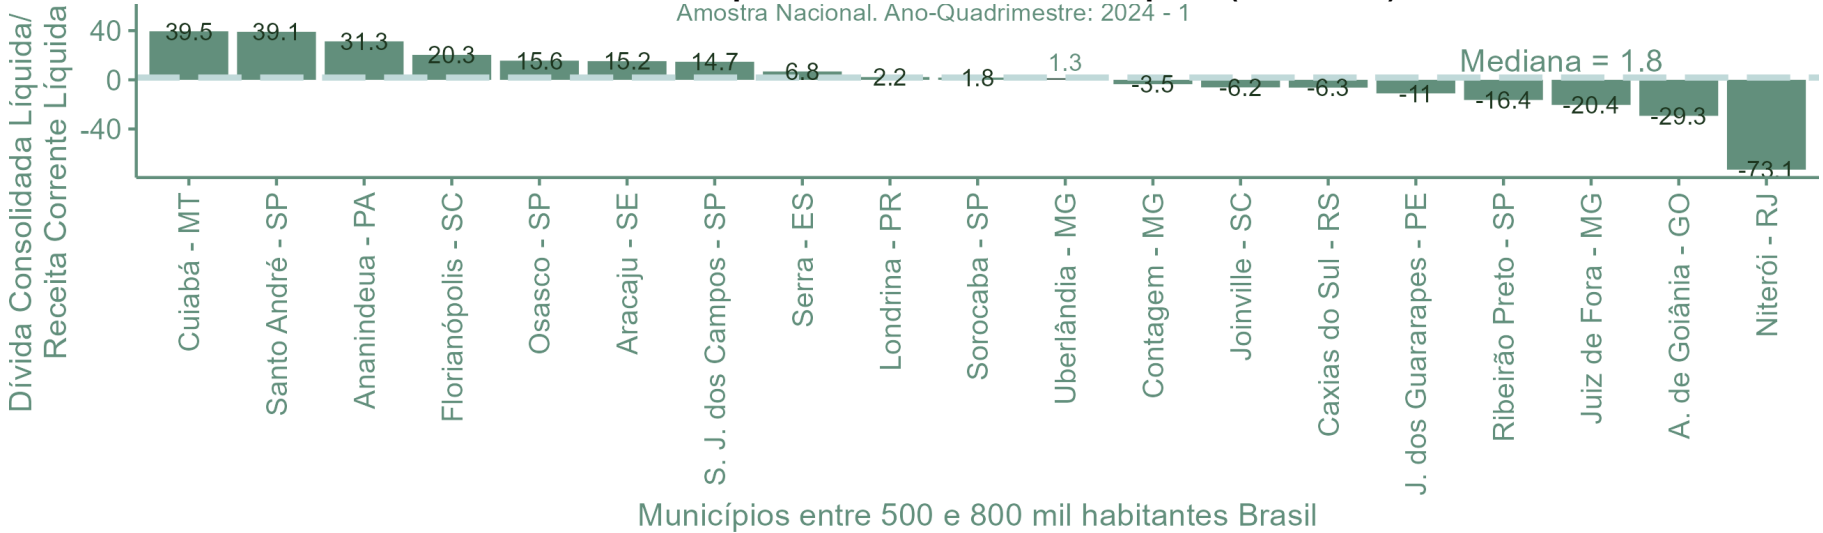 Amostra Nacional. Ano-Quadrimestre: 2024 - 1
Dívida Consolidada Líquida/
Receita Corrente Líquida
40
0
-40
39.5
39.1
31.3
20.3
15.6
15.2
14.7
6.8
2.2
1.8
1.3
-3.5
-6.2
-6.3
-11
-16.4
-20.4
-29.3
-73.1
Mediana = 1.8
Cuiabá - MT
Santo André - SP
Ananindeua - PA
Florianópolis - SC
Osasco - SP
Aracaju - SE
S. J. dos Campos - SP
Serra - ES
Londrina - PR
Sorocaba - SP
Uberlândia - MG
Contagem - MG
Joinville - SC
Caxias do Sul - RS
J. dos Guararapes - PE
Ribeirão Preto - SP
Juiz de Fora - MG
A. de Goiânia - GO
Niterói - RJ
Municípios entre 500 e 800 mil habitantes Brasil